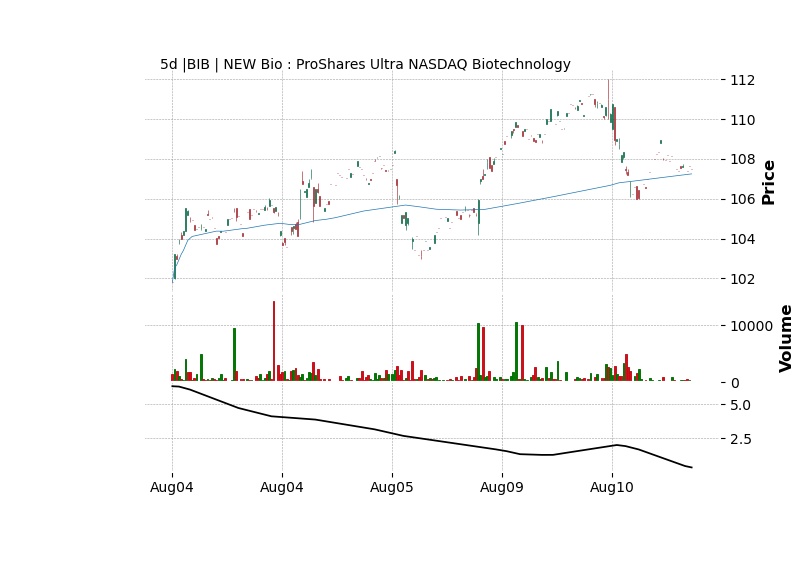 5d |BIB | NEW Bio : ProShares Ultra NASDAQ Biotechnology
112
110
108
106
104
102
Price
10000
0
Volume
5.0
2.5
Aug04 Aug04 Aug05 Aug09 Aug10